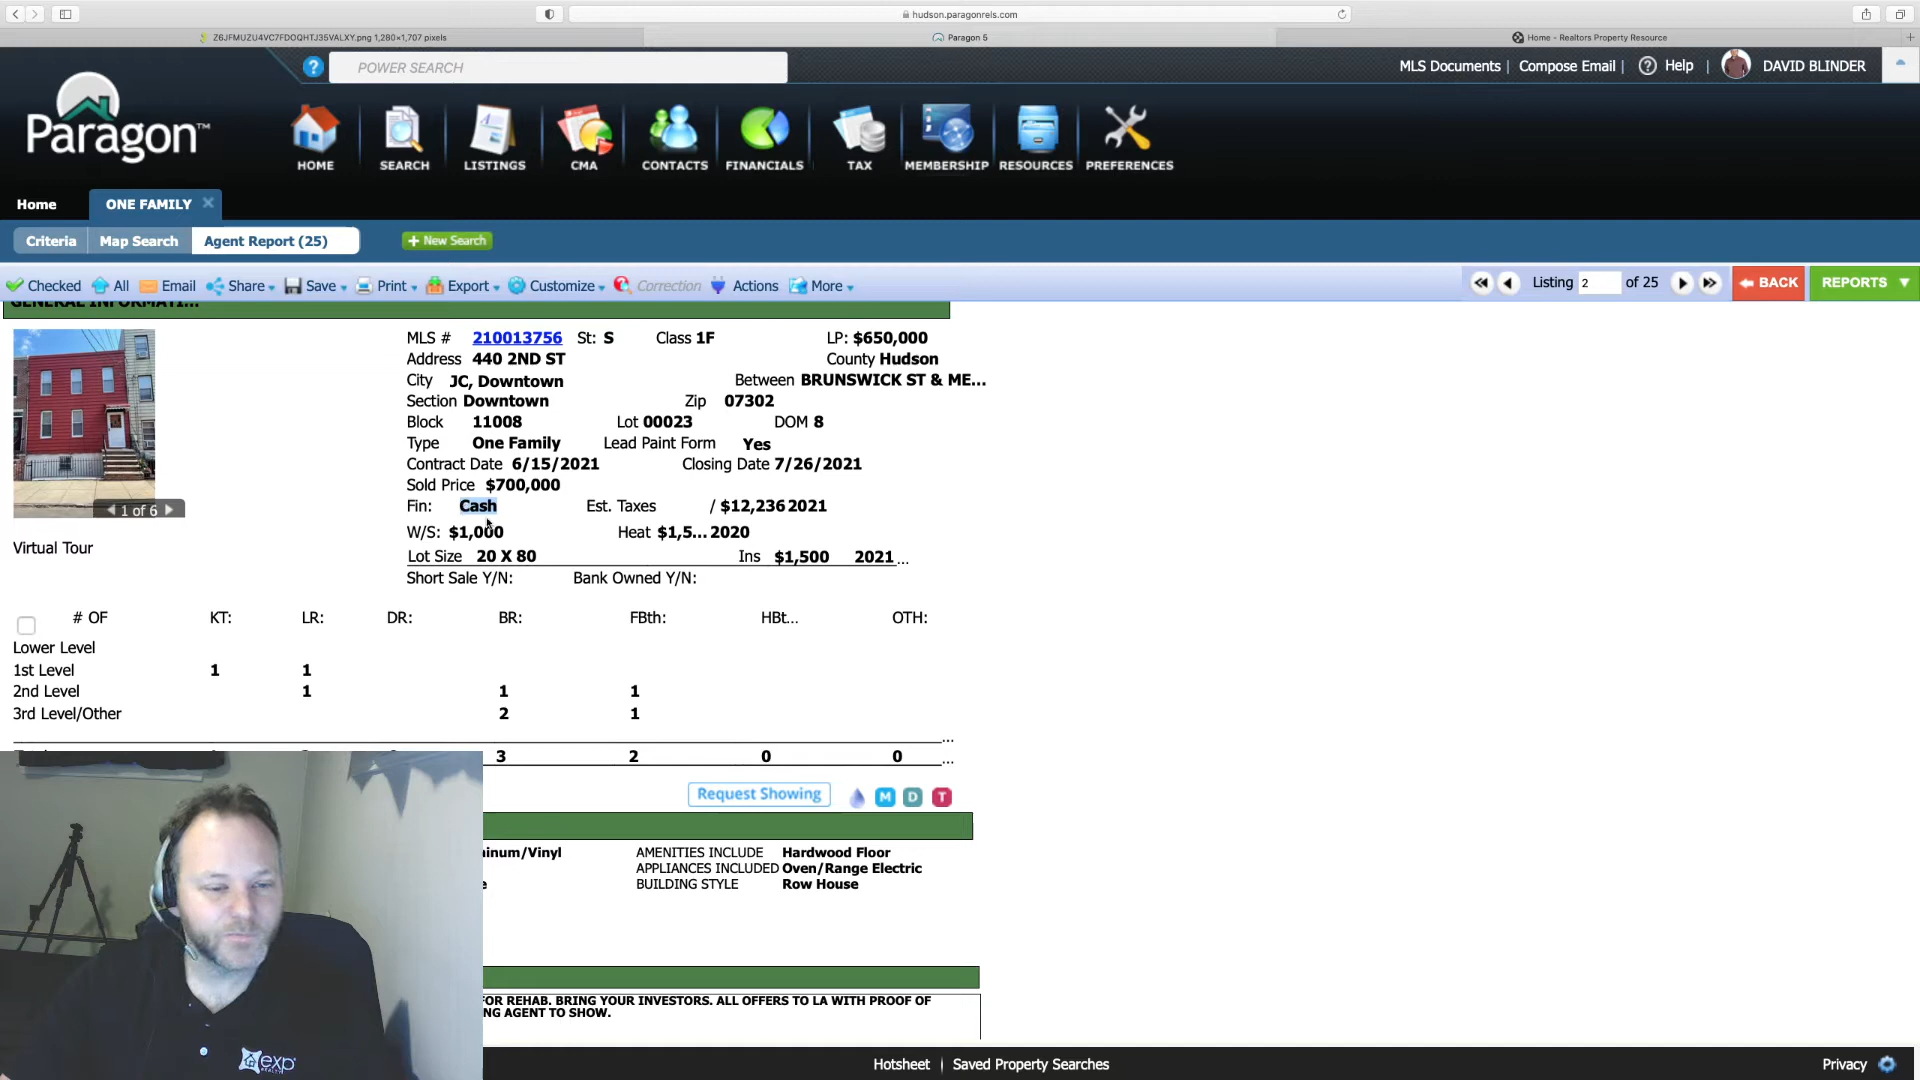 Z6JFMUZU4VC7FDOQHTJ35VALXY.png 1,280×1,707 pixels
hudson.paragonrels.com
Paragon 5
Home - Realtors Property Resource
Paragon™
POWER SEARCH
MLS Documents | Compose Email | Help | DAVID BLINDER
HOME SEARCH LISTINGS CMA CONTACTS FINANCIALS TAX MEMBERSHIP RESOURCES PREFERENCES
Home ONE FAMILY
Criteria Map Search Agent Report (25) + New Search
Checked All Email Share Save Print Export Customize Correction Actions More Listing 2 of 25 BACK REPORTS
GENERAL INFORMATI...
MLS # 210013756 St: S Class 1F LP: $650,000
Address 440 2ND ST County Hudson
City JC, Downtown Between BRUNSWICK ST & ME...
Section Downtown Zip 07302
Block 11008 Lot 00023 DOM 8
Type One Family Lead Paint Form Yes
Contract Date 6/15/2021 Closing Date 7/26/2021
Sold Price $700,000
Fin: Cash Est. Taxes / $12,236 2021
W/S: $1,000 Heat $1,5... 2020
Lot Size 20 X 80 Ins $1,500 2021 ...
Short Sale Y/N: Bank Owned Y/N:
1 of 6
Virtual Tour
# OF KT: LR: DR: BR: FBth: HBt... OTH:
Lower Level
1st Level 1 1
2nd Level 1 1 1
3rd Level/Other 2 1
...
3 2 0 0 ...
Request Showing M D T
inum/Vinyl AMENITIES INCLUDE Hardwood Floor
APPLIANCES INCLUDED Oven/Range Electric
e BUILDING STYLE Row House
FOR REHAB. BRING YOUR INVESTORS. ALL OFFERS TO LA WITH PROOF OF
NG AGENT TO SHOW.
exp
REALTY
Hotsheet | Saved Property Searches
Privacy